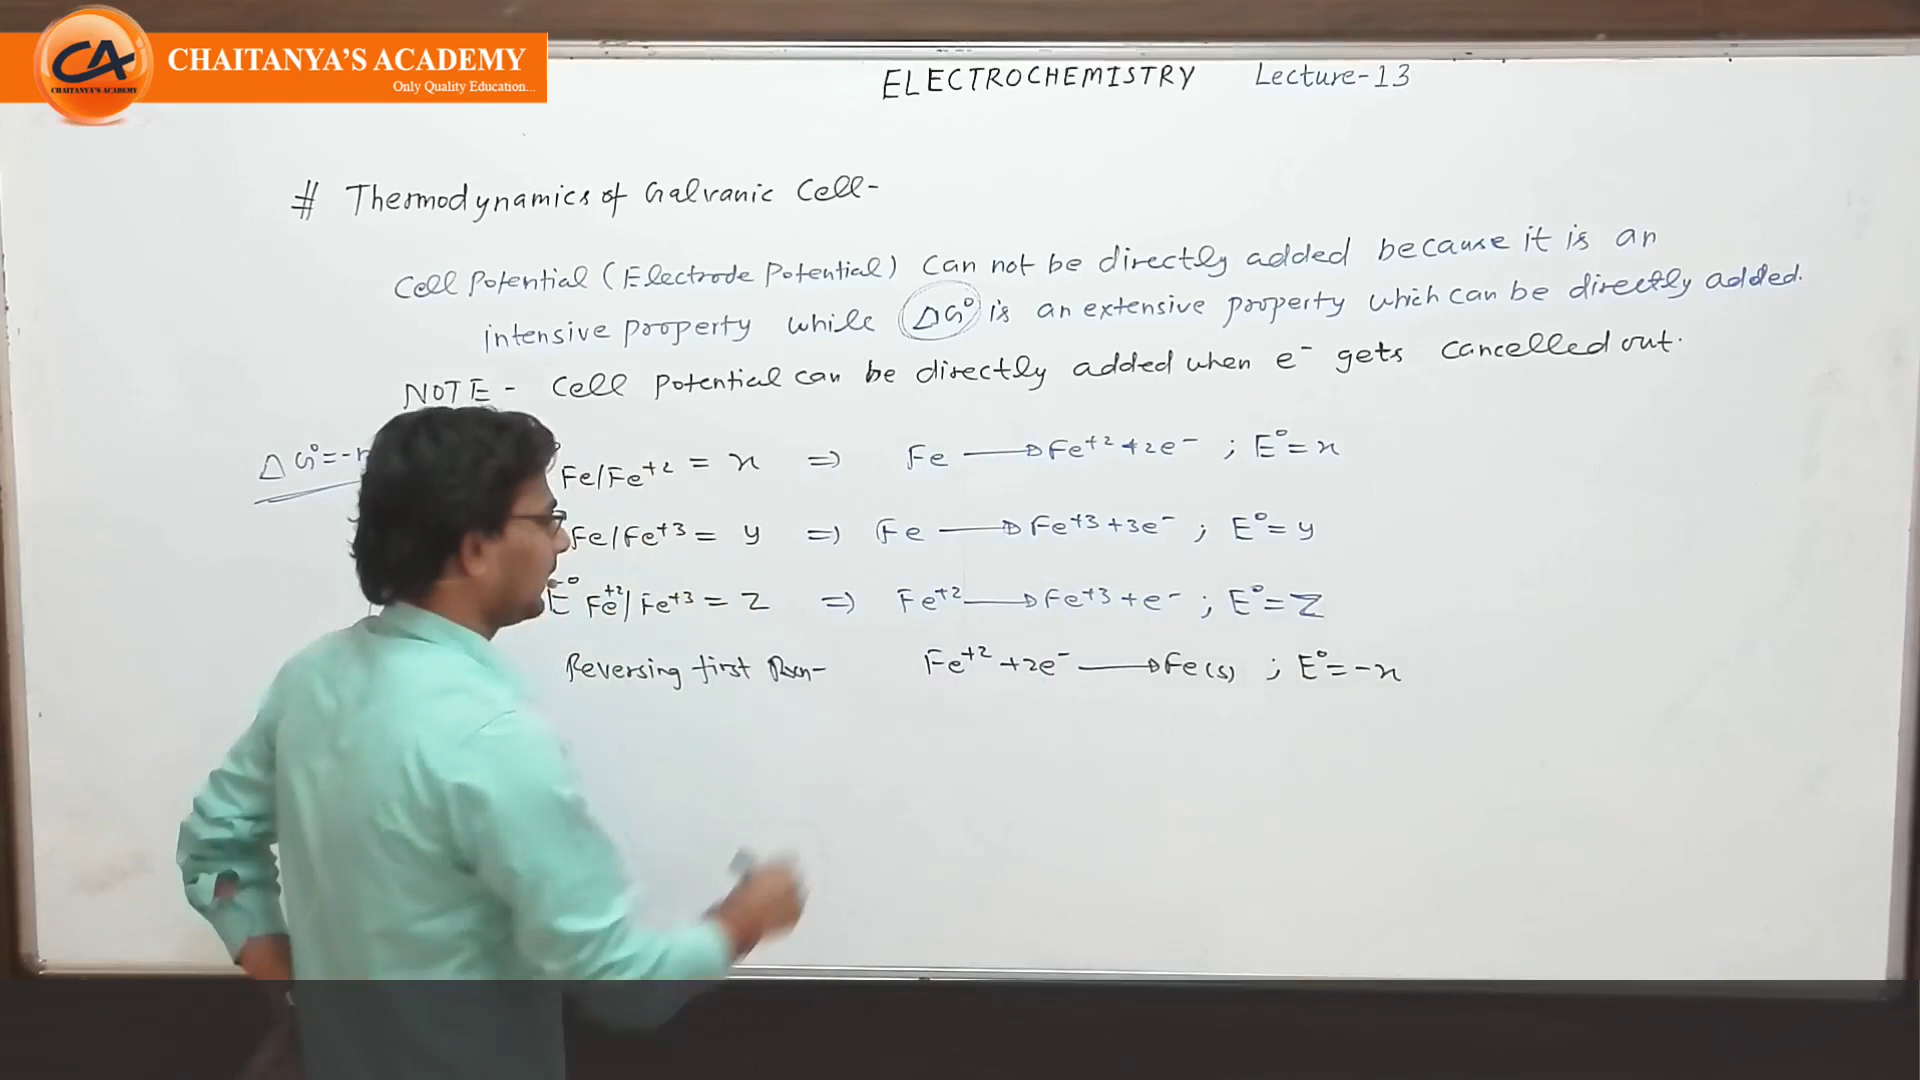 CA
CHAITANYA'S ACADEMY
CHAITANYA'S ACADEMY
Only Quality Education...
ELECTROCHEMISTRY Lecture-13
# Thermodynamics of Galvanic Cell-
Cell Potential (Electrode Potential) Can not be directly added because it is an
intensive property while ΔG° is an extensive property which can be directly added.
NOTE - Cell Potential can be directly added when e⁻ gets cancelled out.
ΔG°=-n
Fe/Fe⁺² = x ⇒ Fe ⟶ Fe⁺²+2e⁻ ; E°=x
Fe/Fe⁺³ = y ⇒ Fe ⟶ Fe⁺³+3e⁻ ; E°=y
E° Fe⁺²/Fe⁺³ = Z ⇒ Fe⁺² ⟶ Fe⁺³+e⁻ ; E°=Z
Reversing first Rxn- Fe⁺²+2e⁻ ⟶ Fe(s) ; E°=-x